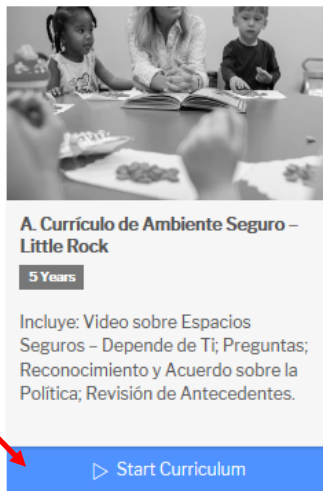 A. Currículo de Ambiente Seguro –
Little Rock
5 Years
Incluye: Video sobre Espacios
Seguros – Depende de Ti; Preguntas;
Reconocimiento y Acuerdo sobre la
Política; Revisión de Antecedentes.
Start Curriculum